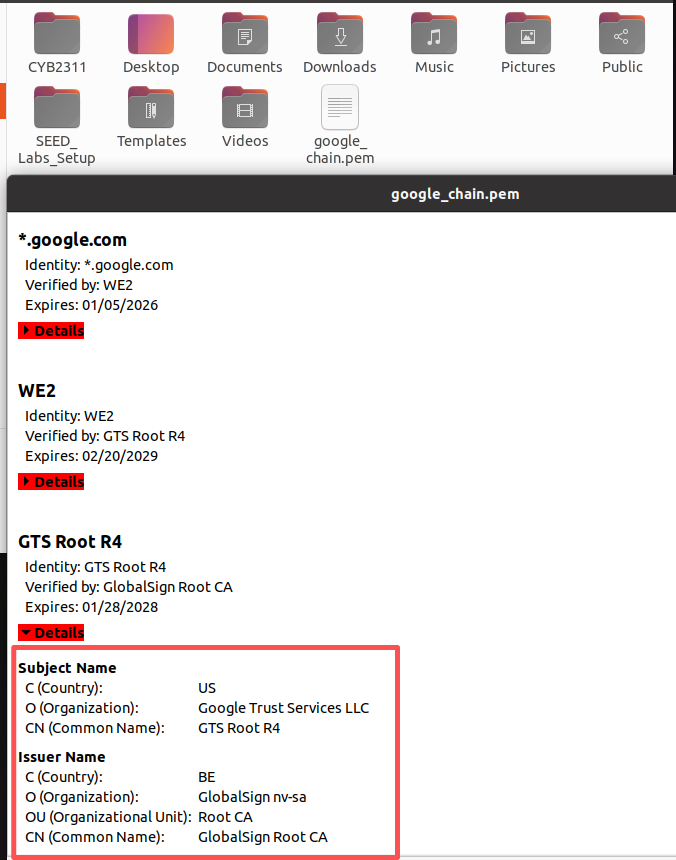 CYB2311
Desktop
Documents
Downloads
Music
Pictures
Public
SEED_
Labs_Setup
Templates
Videos
google_
chain.pem
google_chain.pem
*.google.com
Identity: *.google.com
Verified by: WE2
Expires: 01/05/2026
Details
WE2
Identity: WE2
Verified by: GTS Root R4
Expires: 02/20/2029
Details
GTS Root R4
Identity: GTS Root R4
Verified by: GlobalSign Root CA
Expires: 01/28/2028
Details
Subject Name
C (Country): US
O (Organization): Google Trust Services LLC
CN (Common Name): GTS Root R4
Issuer Name
C (Country): BE
O (Organization): GlobalSign nv-sa
OU (Organizational Unit): Root CA
CN (Common Name): GlobalSign Root CA